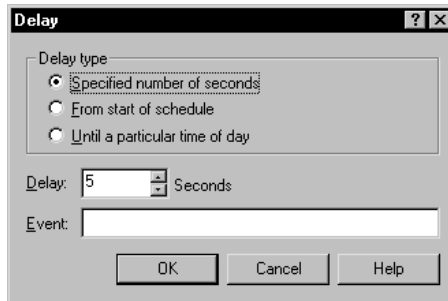 Delay
Delay type
Specified number of seconds
From start of schedule
Until a particular time of day
Delay: 5 Seconds
Event:
OK Cancel Help